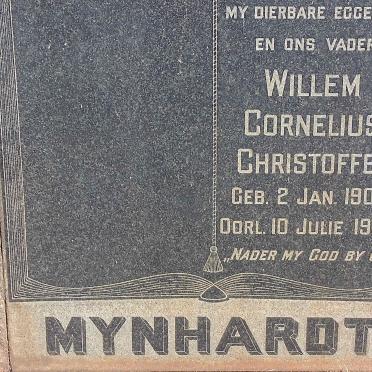 MY DIERBARE EGGE
EN ONS VADER
WILLEM
CORNELIUS
CHRISTOFFE
GEB. 2 JAN. 190
OORL. 10 JULIE 19
„NADER MY GOD BY
MYNHARDT